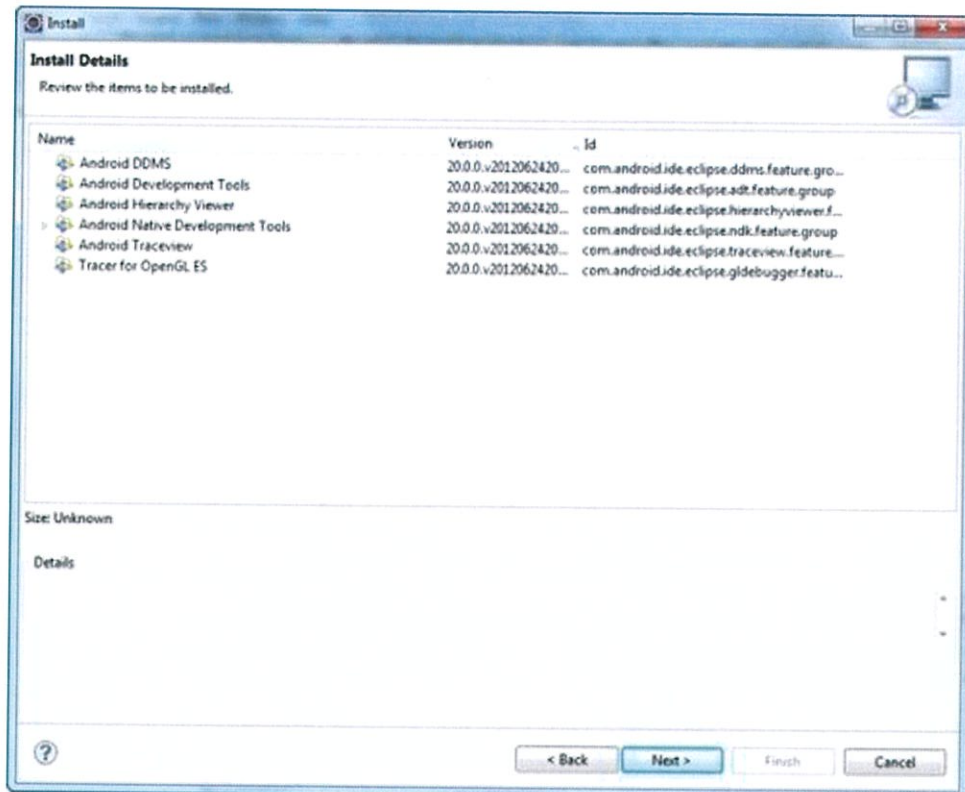 Install
Install Details
Review the items to be installed.
Name Version Id
Android DDMS 20.0.0.v2012062420... com.android.ide.eclipse.ddms.feature.gro...
Android Development Tools 20.0.0.v2012062420... com.android.ide.eclipse.adt.feature.group
Android Hierarchy Viewer 20.0.0.v2012062420... com.android.ide.eclipse.hierarchyviewer.f...
Android Native Development Tools 20.0.0.v2012062420... com.android.ide.eclipse.ndk.feature.group
Android Traceview 20.0.0.v2012062420... com.android.ide.eclipse.traceview.feature....
Tracer for OpenGL ES 20.0.0.v2012062420... com.android.ide.eclipse.gldebugger.featu...
Size: Unknown
Details
? < Back Next > Finish Cancel